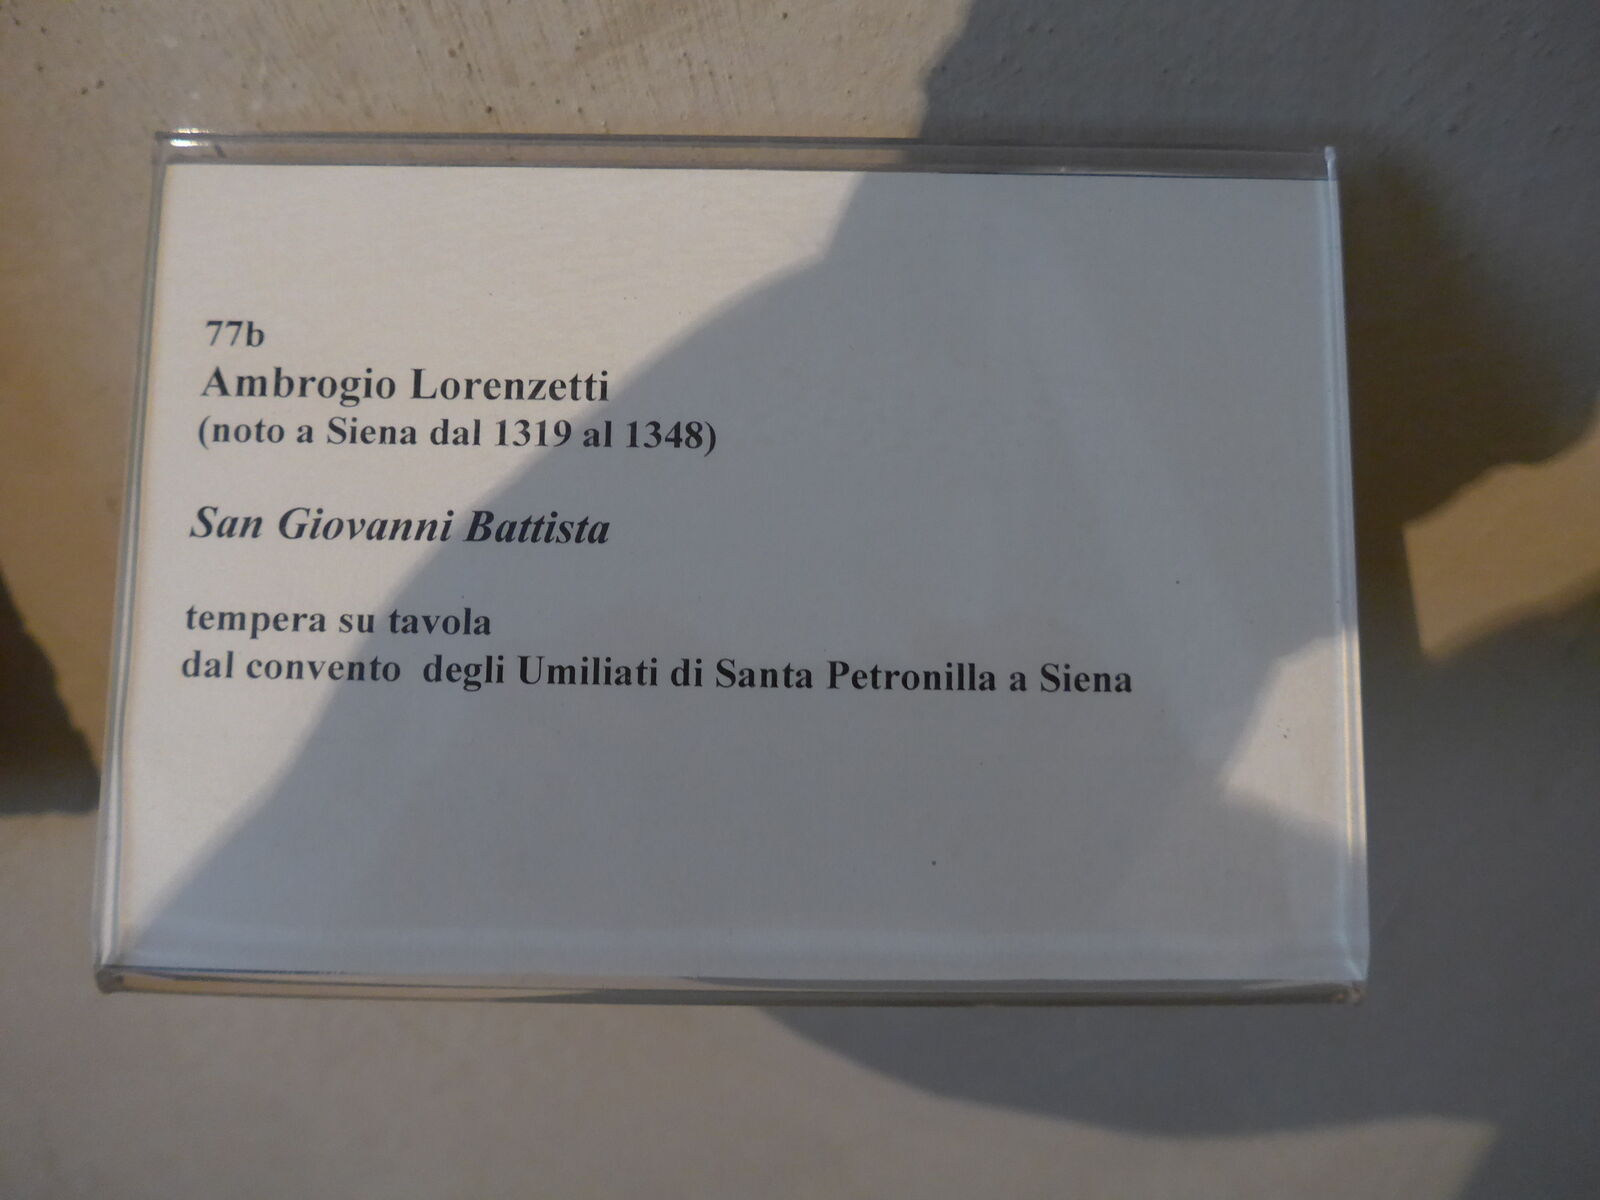 77b
Ambrogio Lorenzetti
(noto a Siena dal 1319 al 1348)
San Giovanni Battista
tempera su tavola
dal convento degli Umiliati di Santa Petronilla a Siena